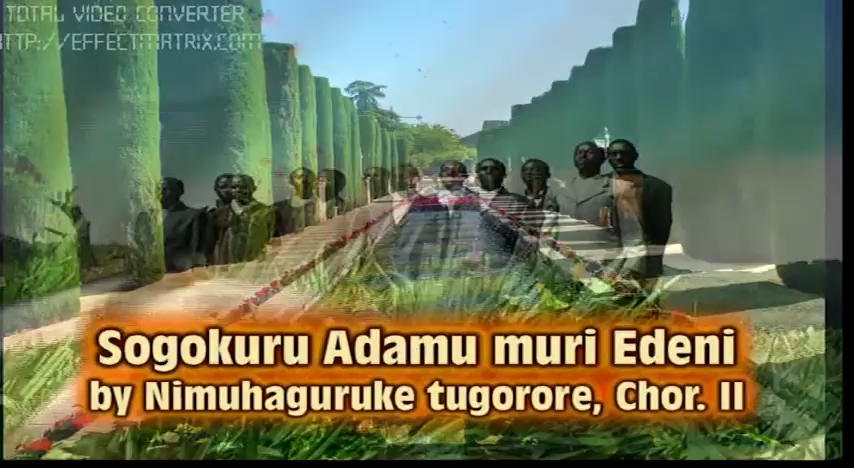 TOTAL VIDEO CONVERTER
HTTP://EFFECTMATRIX.COM
Sogokuru Adamu muri Edeni
by Nimuhaguruke tugorore, Chor. II